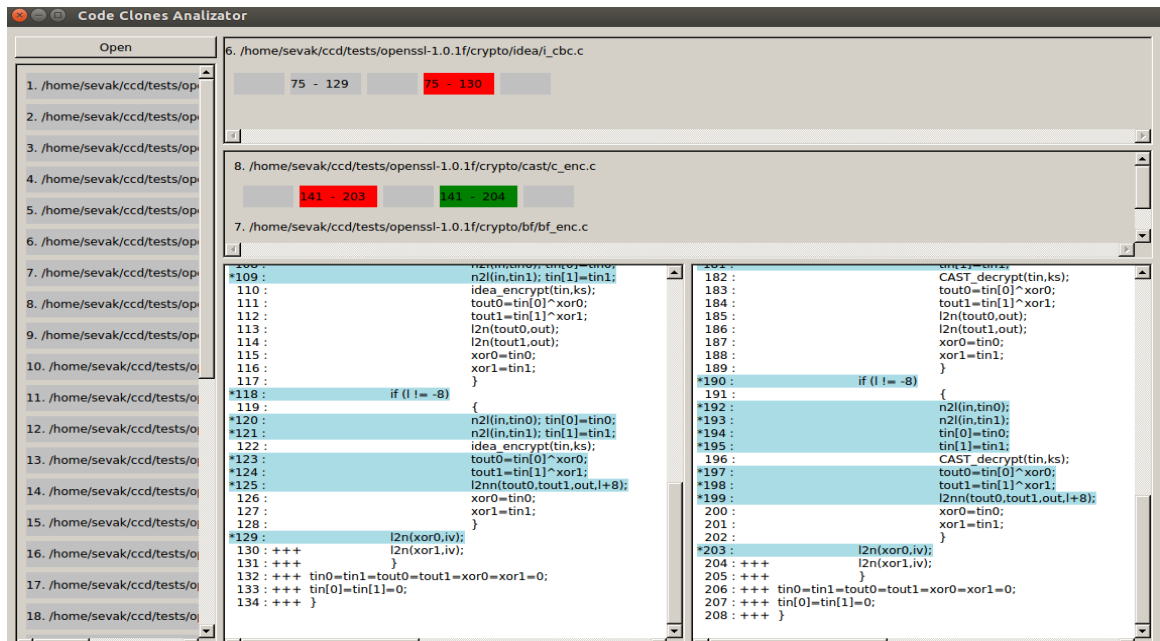 Code Clones Analizator
Open
1. /home/sevak/ccd/tests/op
2. /home/sevak/ccd/tests/op
3. /home/sevak/ccd/tests/op
4. /home/sevak/ccd/tests/op
5. /home/sevak/ccd/tests/op
6. /home/sevak/ccd/tests/op
7. /home/sevak/ccd/tests/op
8. /home/sevak/ccd/tests/op
9. /home/sevak/ccd/tests/op
10. /home/sevak/ccd/tests/o
11. /home/sevak/ccd/tests/o
12. /home/sevak/ccd/tests/o
13. /home/sevak/ccd/tests/o
14. /home/sevak/ccd/tests/o
15. /home/sevak/ccd/tests/o
16. /home/sevak/ccd/tests/o
17. /home/sevak/ccd/tests/o
18. /home/sevak/ccd/tests/o
6. /home/sevak/ccd/tests/openssl-1.0.1f/crypto/idea/i_cbc.c
75 - 129 75 - 130
8. /home/sevak/ccd/tests/openssl-1.0.1f/crypto/cast/c_enc.c
141 - 203 141 - 204
7. /home/sevak/ccd/tests/openssl-1.0.1f/crypto/bf/bf_enc.c
*109 : n2l(in,tin1); tin[1]=tin1;
110 : idea_encrypt(tin,ks);
111 : tout0=tin[0]^xor0;
112 : tout1=tin[1]^xor1;
113 : l2n(tout0,out);
114 : l2n(tout1,out);
115 : xor0=tin0;
116 : xor1=tin1;
117 : }
*118 : if (l != -8)
119 : {
*120 : n2l(in,tin0); tin[0]=tin0;
*121 : n2l(in,tin1); tin[1]=tin1;
122 : idea_encrypt(tin,ks);
*123 : tout0=tin[0]^xor0;
*124 : tout1=tin[1]^xor1;
*125 : l2nn(tout0,tout1,out,l+8);
126 : xor0=tin0;
127 : xor1=tin1;
128 : }
*129 : l2n(xor0,iv);
130 : +++ l2n(xor1,iv);
131 : +++ }
132 : +++ tin0=tin1=tout0=tout1=xor0=xor1=0;
133 : +++ tin[0]=tin[1]=0;
134 : +++ }
182 : CAST_decrypt(tin,ks);
183 : tout0=tin[0]^xor0;
184 : tout1=tin[1]^xor1;
185 : l2n(tout0,out);
186 : l2n(tout1,out);
187 : xor0=tin0;
188 : xor1=tin1;
189 : }
*190 : if (l != -8)
191 : {
*192 : n2l(in,tin0);
*193 : n2l(in,tin1);
*194 : tin[0]=tin0;
*195 : tin[1]=tin1;
196 : CAST_decrypt(tin,ks);
*197 : tout0=tin[0]^xor0;
*198 : tout1=tin[1]^xor1;
*199 : l2nn(tout0,tout1,out,l+8);
200 : xor0=tin0;
201 : xor1=tin1;
202 : }
*203 : l2n(xor0,iv);
204 : +++ l2n(xor1,iv);
205 : +++ }
206 : +++ tin0=tin1=tout0=tout1=xor0=xor1=0;
207 : +++ tin[0]=tin[1]=0;
208 : +++ }